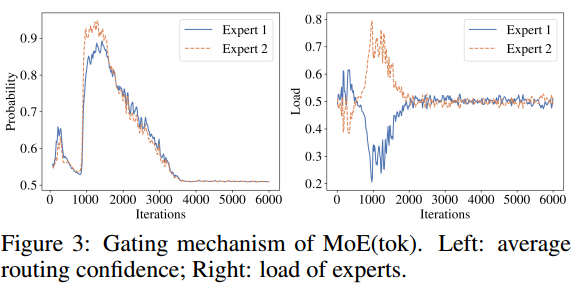 Expert 1
Expert 2
0.9
0.8
0.7
0.6
0.5
Probability
0 1000 2000 3000 4000 5000 6000
Iterations
Expert 1
Expert 2
0.8
0.7
0.6
0.5
0.4
0.3
0.2
Load
0 1000 2000 3000 4000 5000 6000
Iterations
Figure 3: Gating mechanism of MoE(tok). Left: average
routing confidence; Right: load of experts.